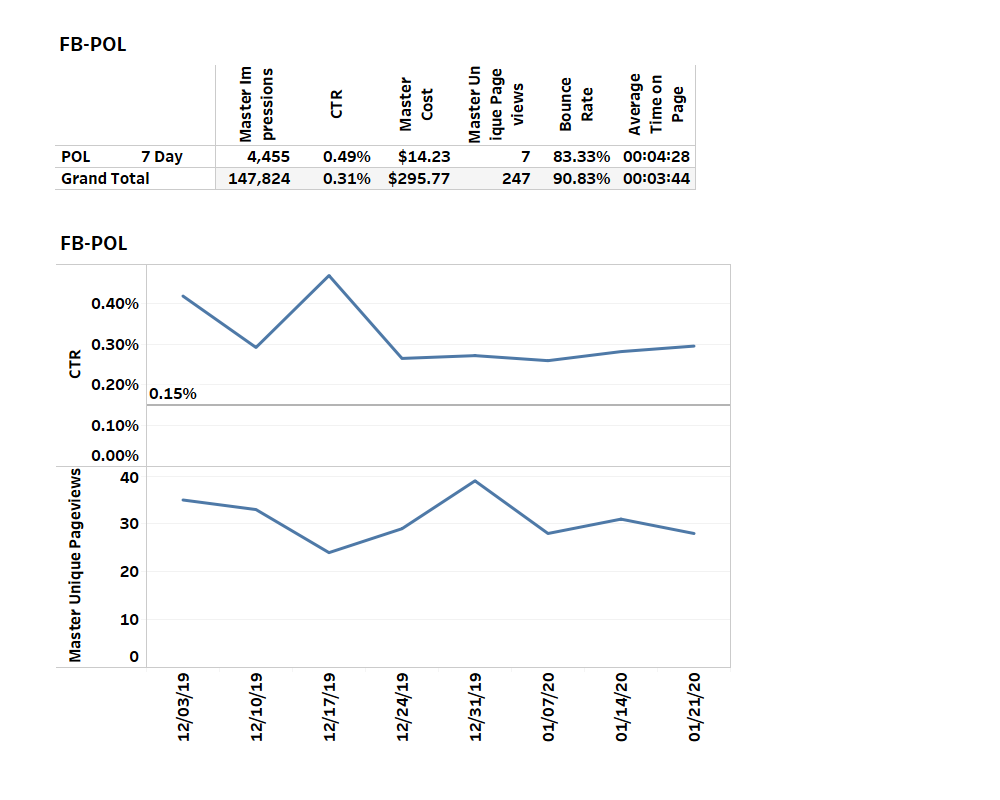 FB-POL
Master Im
pressions
CTR
Master
Cost
Master Un
ique Page
views
Bounce
Rate
Average
Time on
Page
POL 7 Day 4,455 0.49% $14.23 7 83.33% 00:04:28
Grand Total 147,824 0.31% $295.77 247 90.83% 00:03:44
FB-POL
CTR
0.40%
0.30%
0.20%
0.15%
0.10%
0.00%
Master Unique Pageviews
40
30
20
10
0
12/03/19
12/10/19
12/17/19
12/24/19
12/31/19
01/07/20
01/14/20
01/21/20